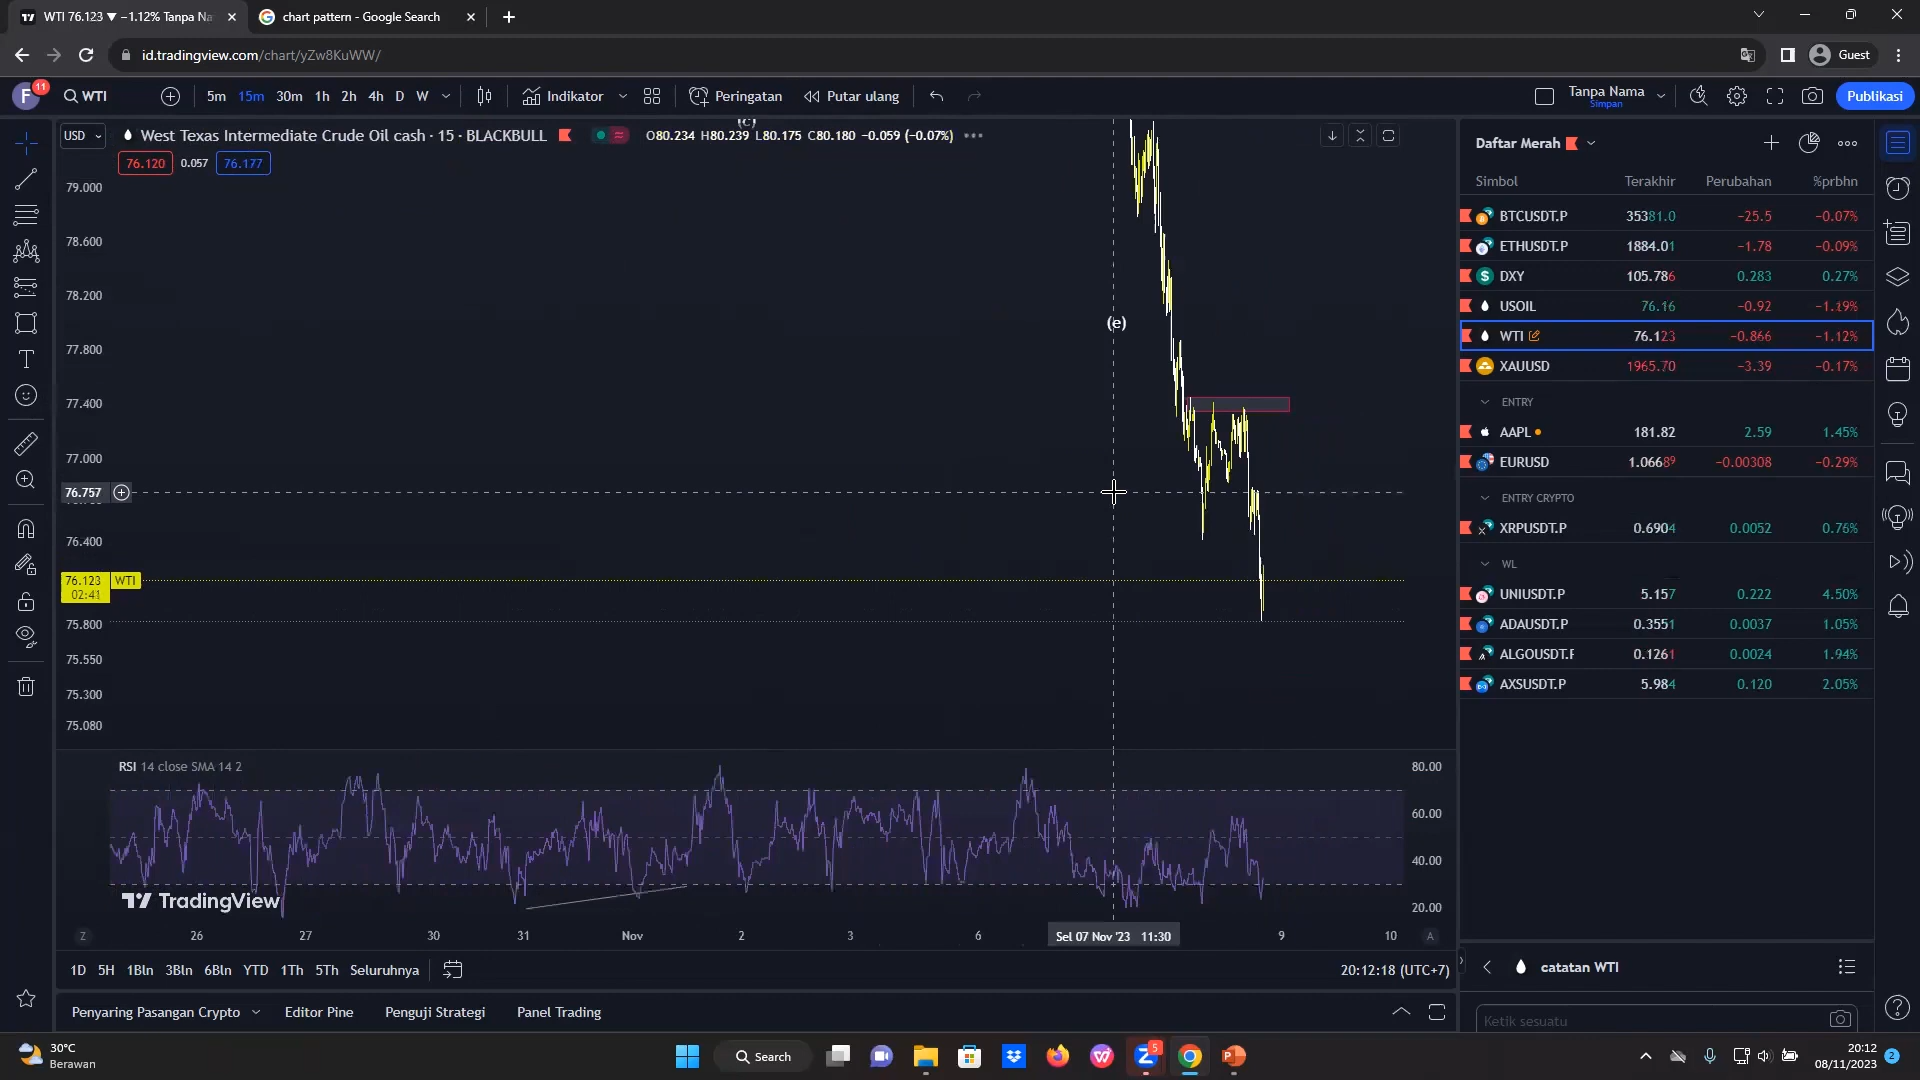 WTI 76.123 ▼ −1.12% Tanpa Na
chart pattern - Google Search
id.tradingview.com/chart/yZw8KuWW/
Guest
F 11
WTI
5m 15m 30m 1h 2h 4h D W
Indikator
Peringatan
Putar ulang
Tanpa Nama
Simpan
Publikasi
USD
West Texas Intermediate Crude Oil cash · 15 · BLACKBULL
O80.234 H80.239 L80.175 C80.180 −0.059 (−0.07%)
(c)
76.120 0.057 76.177
79.000
78.600
78.200
77.800
77.400
77.000
76.757
76.400
76.123 WTI
02:41
75.800
75.550
75.300
75.080
(e)
RSI 14 close SMA 14 2
80.00
60.00
40.00
20.00
TradingView
Z 26 27 30 31 Nov 2 3 6 Sel 07 Nov '23 11:30 9 10 A
1D 5H 1Bln 3Bln 6Bln YTD 1Th 5Th Seluruhnya
20:12:18 (UTC+7)
Penyaring Pasangan Crypto
Editor Pine
Penguji Strategi
Panel Trading
Daftar Merah
Simbol Terakhir Perubahan %prbhn
BTCUSDT.P 35381.0 −25.5 −0.07%
ETHUSDT.P 1884.01 −1.78 −0.09%
DXY 105.786 0.283 0.27%
USOIL 76.16 −0.92 −1.19%
WTI 76.123 −0.866 −1.12%
XAUUSD 1965.70 −3.39 −0.17%
ENTRY
AAPL 181.82 2.59 1.45%
EURUSD 1.06689 −0.00308 −0.29%
ENTRY CRYPTO
XRPUSDT.P 0.6904 0.0052 0.76%
WL
UNIUSDT.P 5.157 0.222 4.50%
ADAUSDT.P 0.3551 0.0037 1.05%
ALGOUSDT.F 0.1261 0.0024 1.94%
AXSUSDT.P 5.984 0.120 2.05%
catatan WTI
Ketik sesuatu
30°C
Berawan
Search
5
20:12
08/11/2023
2